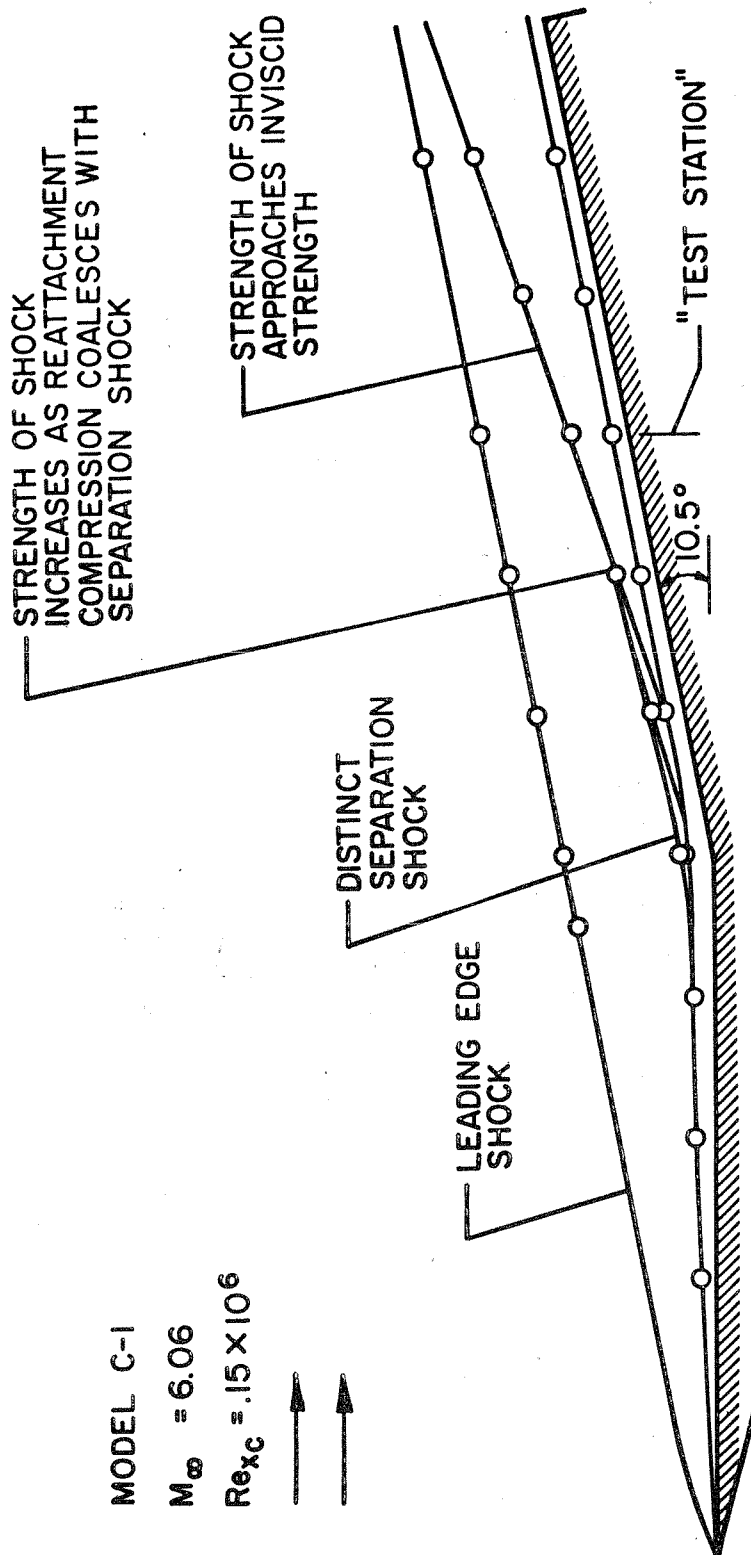 MODEL C-1
M∞ = 6.06
Rexc = .15 × 10⁶
LEADING EDGE
SHOCK
DISTINCT
SEPARATION
SHOCK
STRENGTH OF SHOCK
INCREASES AS REATTACHMENT
COMPRESSION COALESCES WITH
SEPARATION SHOCK
STRENGTH OF SHOCK
APPROACHES INVISCID
STRENGTH
10.5°
"TEST STATION"